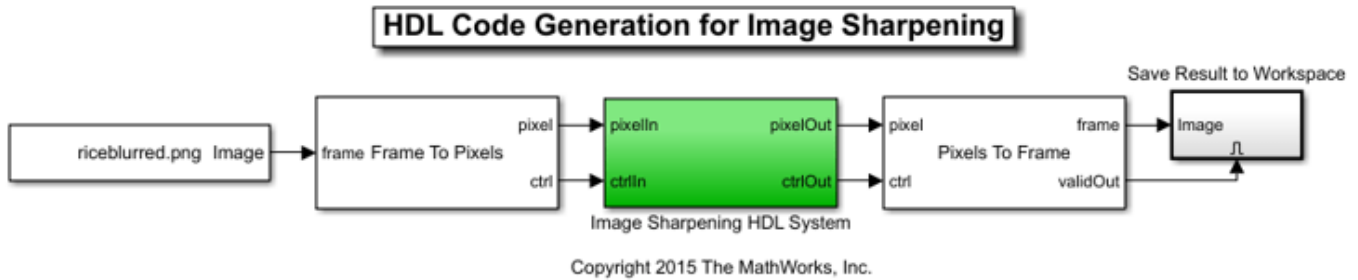 HDL Code Generation for Image Sharpening
Save Result to Workspace
riceblurred.png Image
frame Frame To Pixels
pixel
ctrl
pixelIn
ctrlIn
pixelOut
ctrlOut
Image Sharpening HDL System
pixel
ctrl
Pixels To Frame
frame
validOut
Image
Copyright 2015 The MathWorks, Inc.